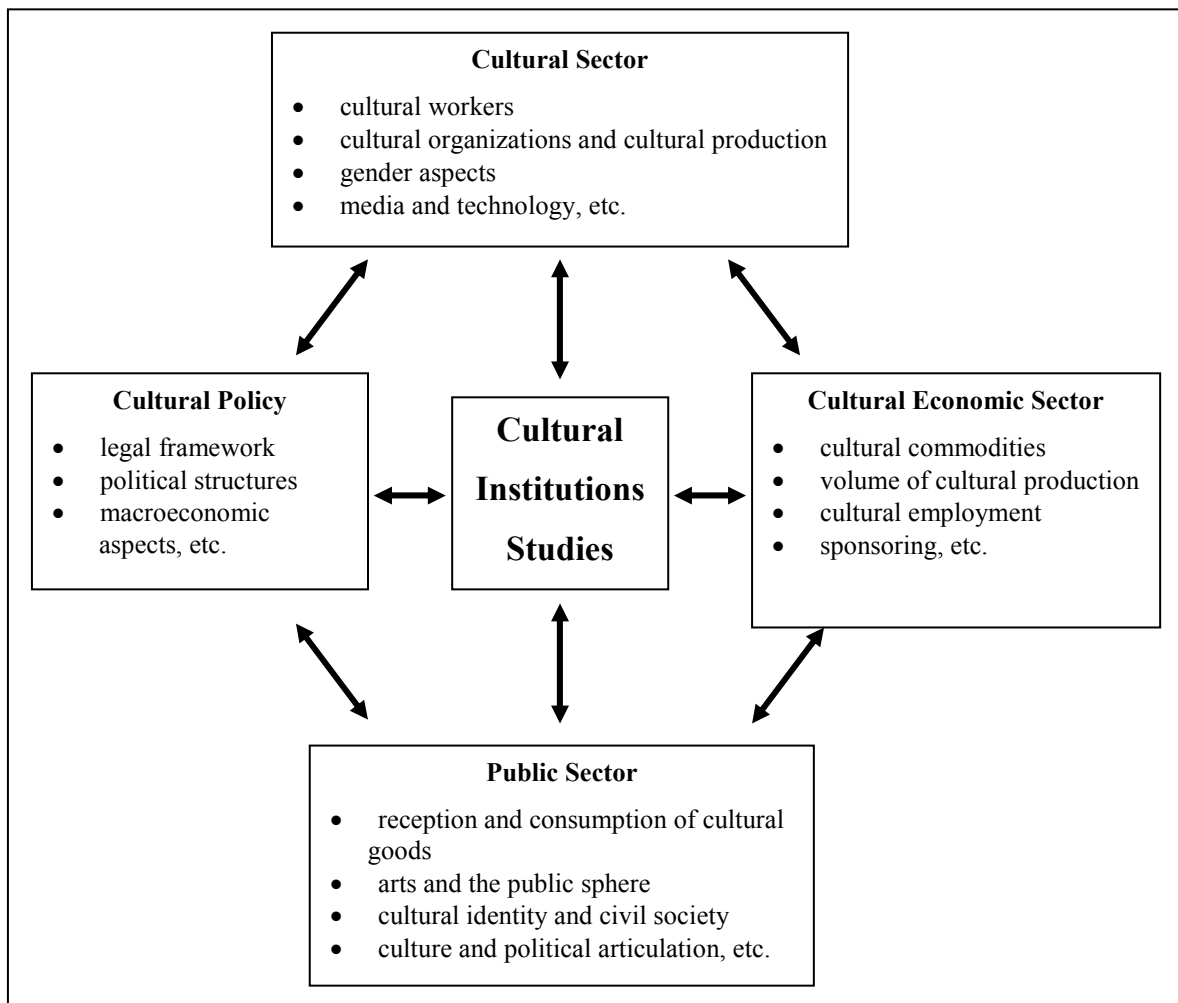 Cultural Sector
• cultural workers
• cultural organizations and cultural production
• gender aspects
• media and technology, etc.
Cultural Policy
• legal framework
• political structures
• macroeconomic
aspects, etc.
Cultural
Institutions
Studies
Cultural Economic Sector
• cultural commodities
• volume of cultural production
• cultural employment
• sponsoring, etc.
Public Sector
• reception and consumption of cultural
goods
• arts and the public sphere
• cultural identity and civil society
• culture and political articulation, etc.